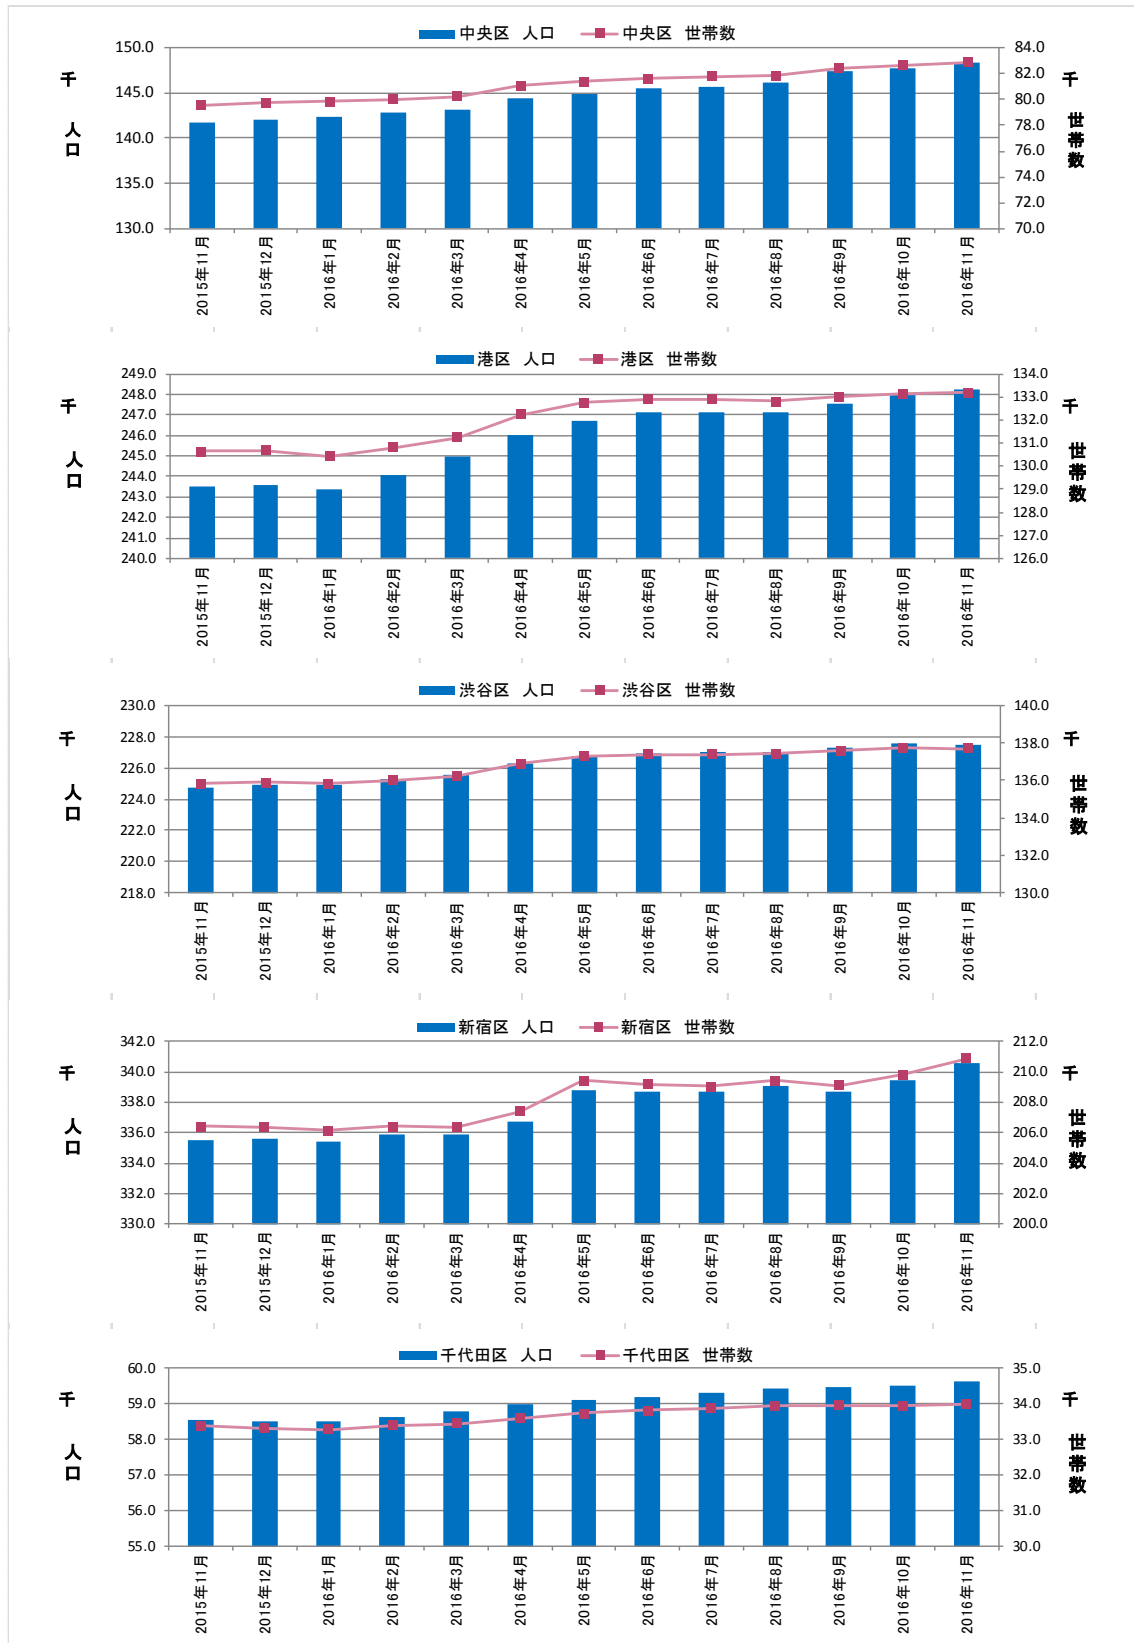 中央区 人口 中央区 世帯数
千 人口
150.0
145.0
140.0
135.0
130.0
84.0
82.0
80.0
78.0
76.0
74.0
72.0
70.0
千 世帯数
2015年11月
2015年12月
2016年1月
2016年2月
2016年3月
2016年4月
2016年5月
2016年6月
2016年7月
2016年8月
2016年9月
2016年10月
2016年11月
港区 人口 港区 世帯数
千 人口
249.0
248.0
247.0
246.0
245.0
244.0
243.0
242.0
241.0
240.0
134.0
133.0
132.0
131.0
130.0
129.0
128.0
127.0
126.0
千 世帯数
2015年11月
2015年12月
2016年1月
2016年2月
2016年3月
2016年4月
2016年5月
2016年6月
2016年7月
2016年8月
2016年9月
2016年10月
2016年11月
渋谷区 人口 渋谷区 世帯数
千 人口
230.0
228.0
226.0
224.0
222.0
220.0
218.0
140.0
138.0
136.0
134.0
132.0
130.0
千 世帯数
2015年11月
2015年12月
2016年1月
2016年2月
2016年3月
2016年4月
2016年5月
2016年6月
2016年7月
2016年8月
2016年9月
2016年10月
2016年11月
新宿区 人口 新宿区 世帯数
千 人口
342.0
340.0
338.0
336.0
334.0
332.0
330.0
212.0
210.0
208.0
206.0
204.0
202.0
200.0
千 世帯数
2015年11月
2015年12月
2016年1月
2016年2月
2016年3月
2016年4月
2016年5月
2016年6月
2016年7月
2016年8月
2016年9月
2016年10月
2016年11月
千代田区 人口 千代田区 世帯数
千 人口
60.0
59.0
58.0
57.0
56.0
55.0
35.0
34.0
33.0
32.0
31.0
30.0
千 世帯数
2015年11月
2015年12月
2016年1月
2016年2月
2016年3月
2016年4月
2016年5月
2016年6月
2016年7月
2016年8月
2016年9月
2016年10月
2016年11月